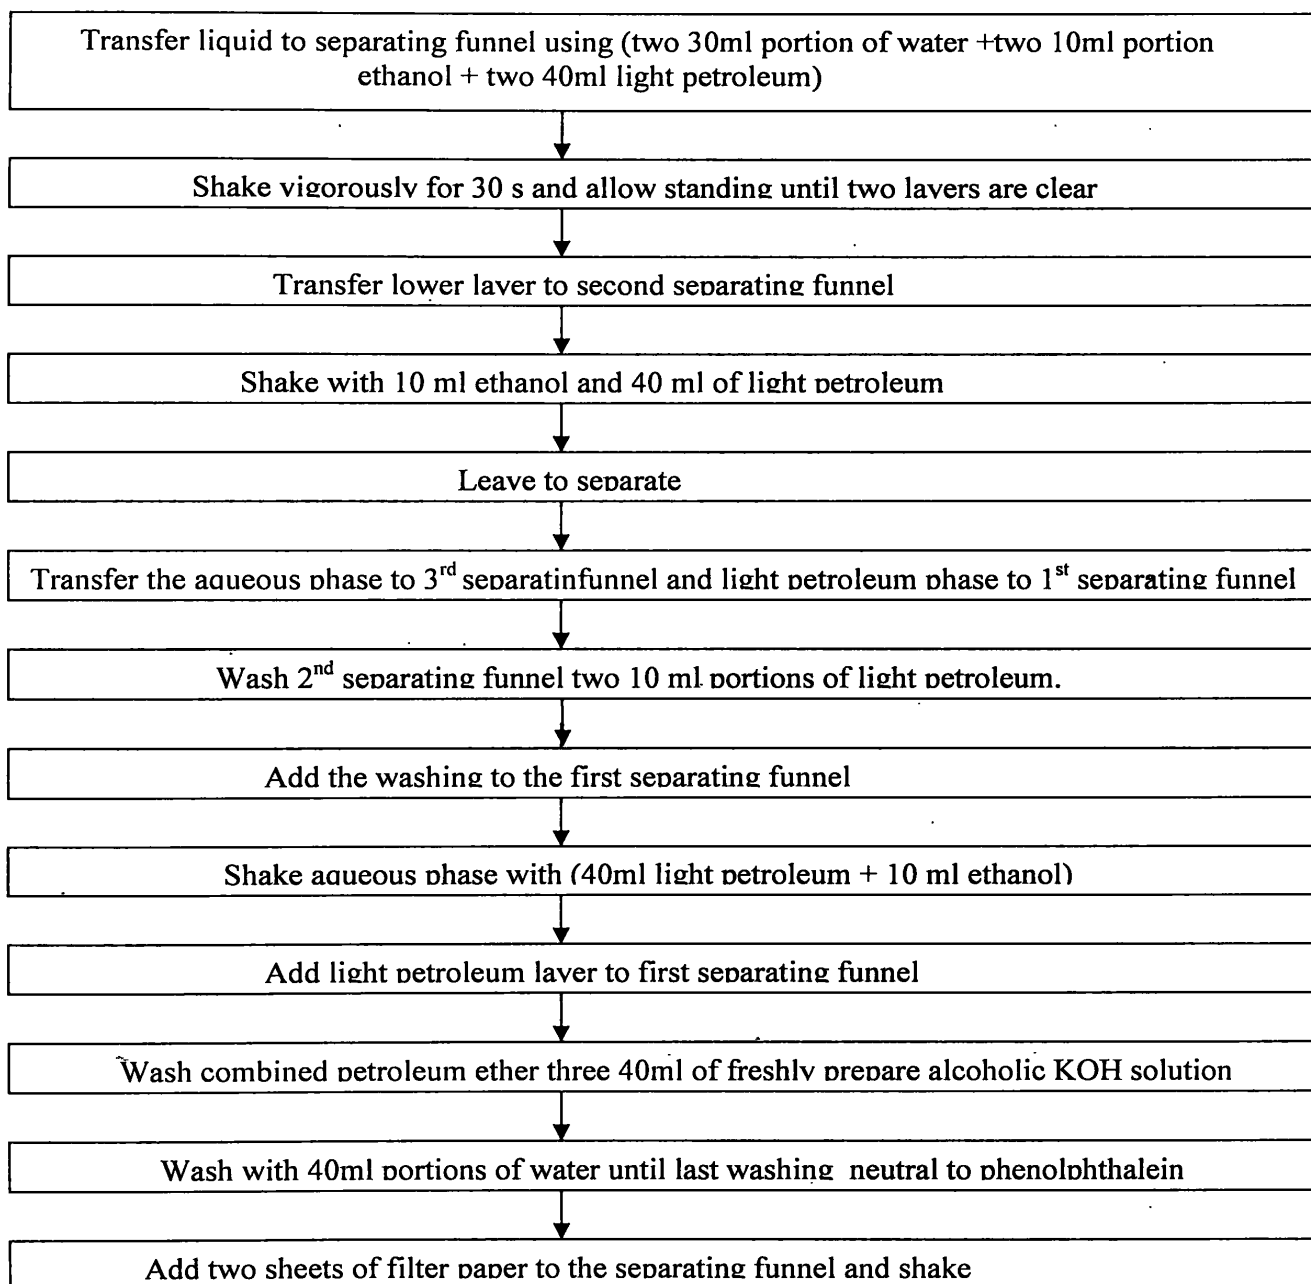 Transfer liquid to separating funnel using (two 30ml portion of water +two 10ml portion
ethanol + two 40ml light petroleum)
Shake vigorously for 30 s and allow standing until two layers are clear
Transfer lower layer to second separating funnel
Shake with 10 ml ethanol and 40 ml of light petroleum
Leave to separate
Transfer the aqueous phase to 3rd separatinfunnel and light petroleum phase to 1st separating funnel
Wash 2nd separating funnel two 10 ml portions of light petroleum.
Add the washing to the first separating funnel
Shake aqueous phase with (40ml light petroleum + 10 ml ethanol)
Add light petroleum layer to first separating funnel
Wash combined petroleum ether three 40ml of freshly prepare alcoholic KOH solution
Wash with 40ml portions of water until last washing neutral to phenolphthalein
Add two sheets of filter paper to the separating funnel and shake